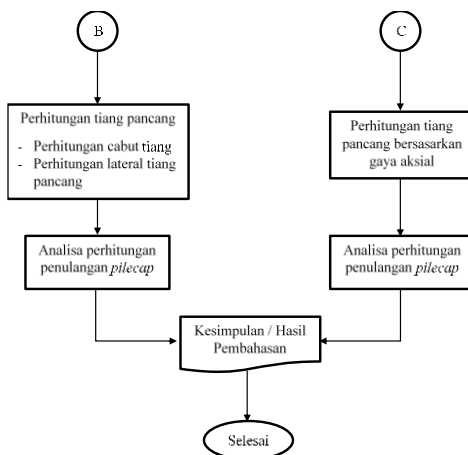 B
C
Perhitungan tiang pancang
- Perhitungan cabut tiang
- Perhitungan lateral tiang
pancang
Perhitungan tiang
pancang bersasarkan
gaya aksial
Analisa perhitungan
penulangan pilecap
Analisa perhitungan
penulangan pilecap
Kesimpulan / Hasil
Pembahasan
Selesai